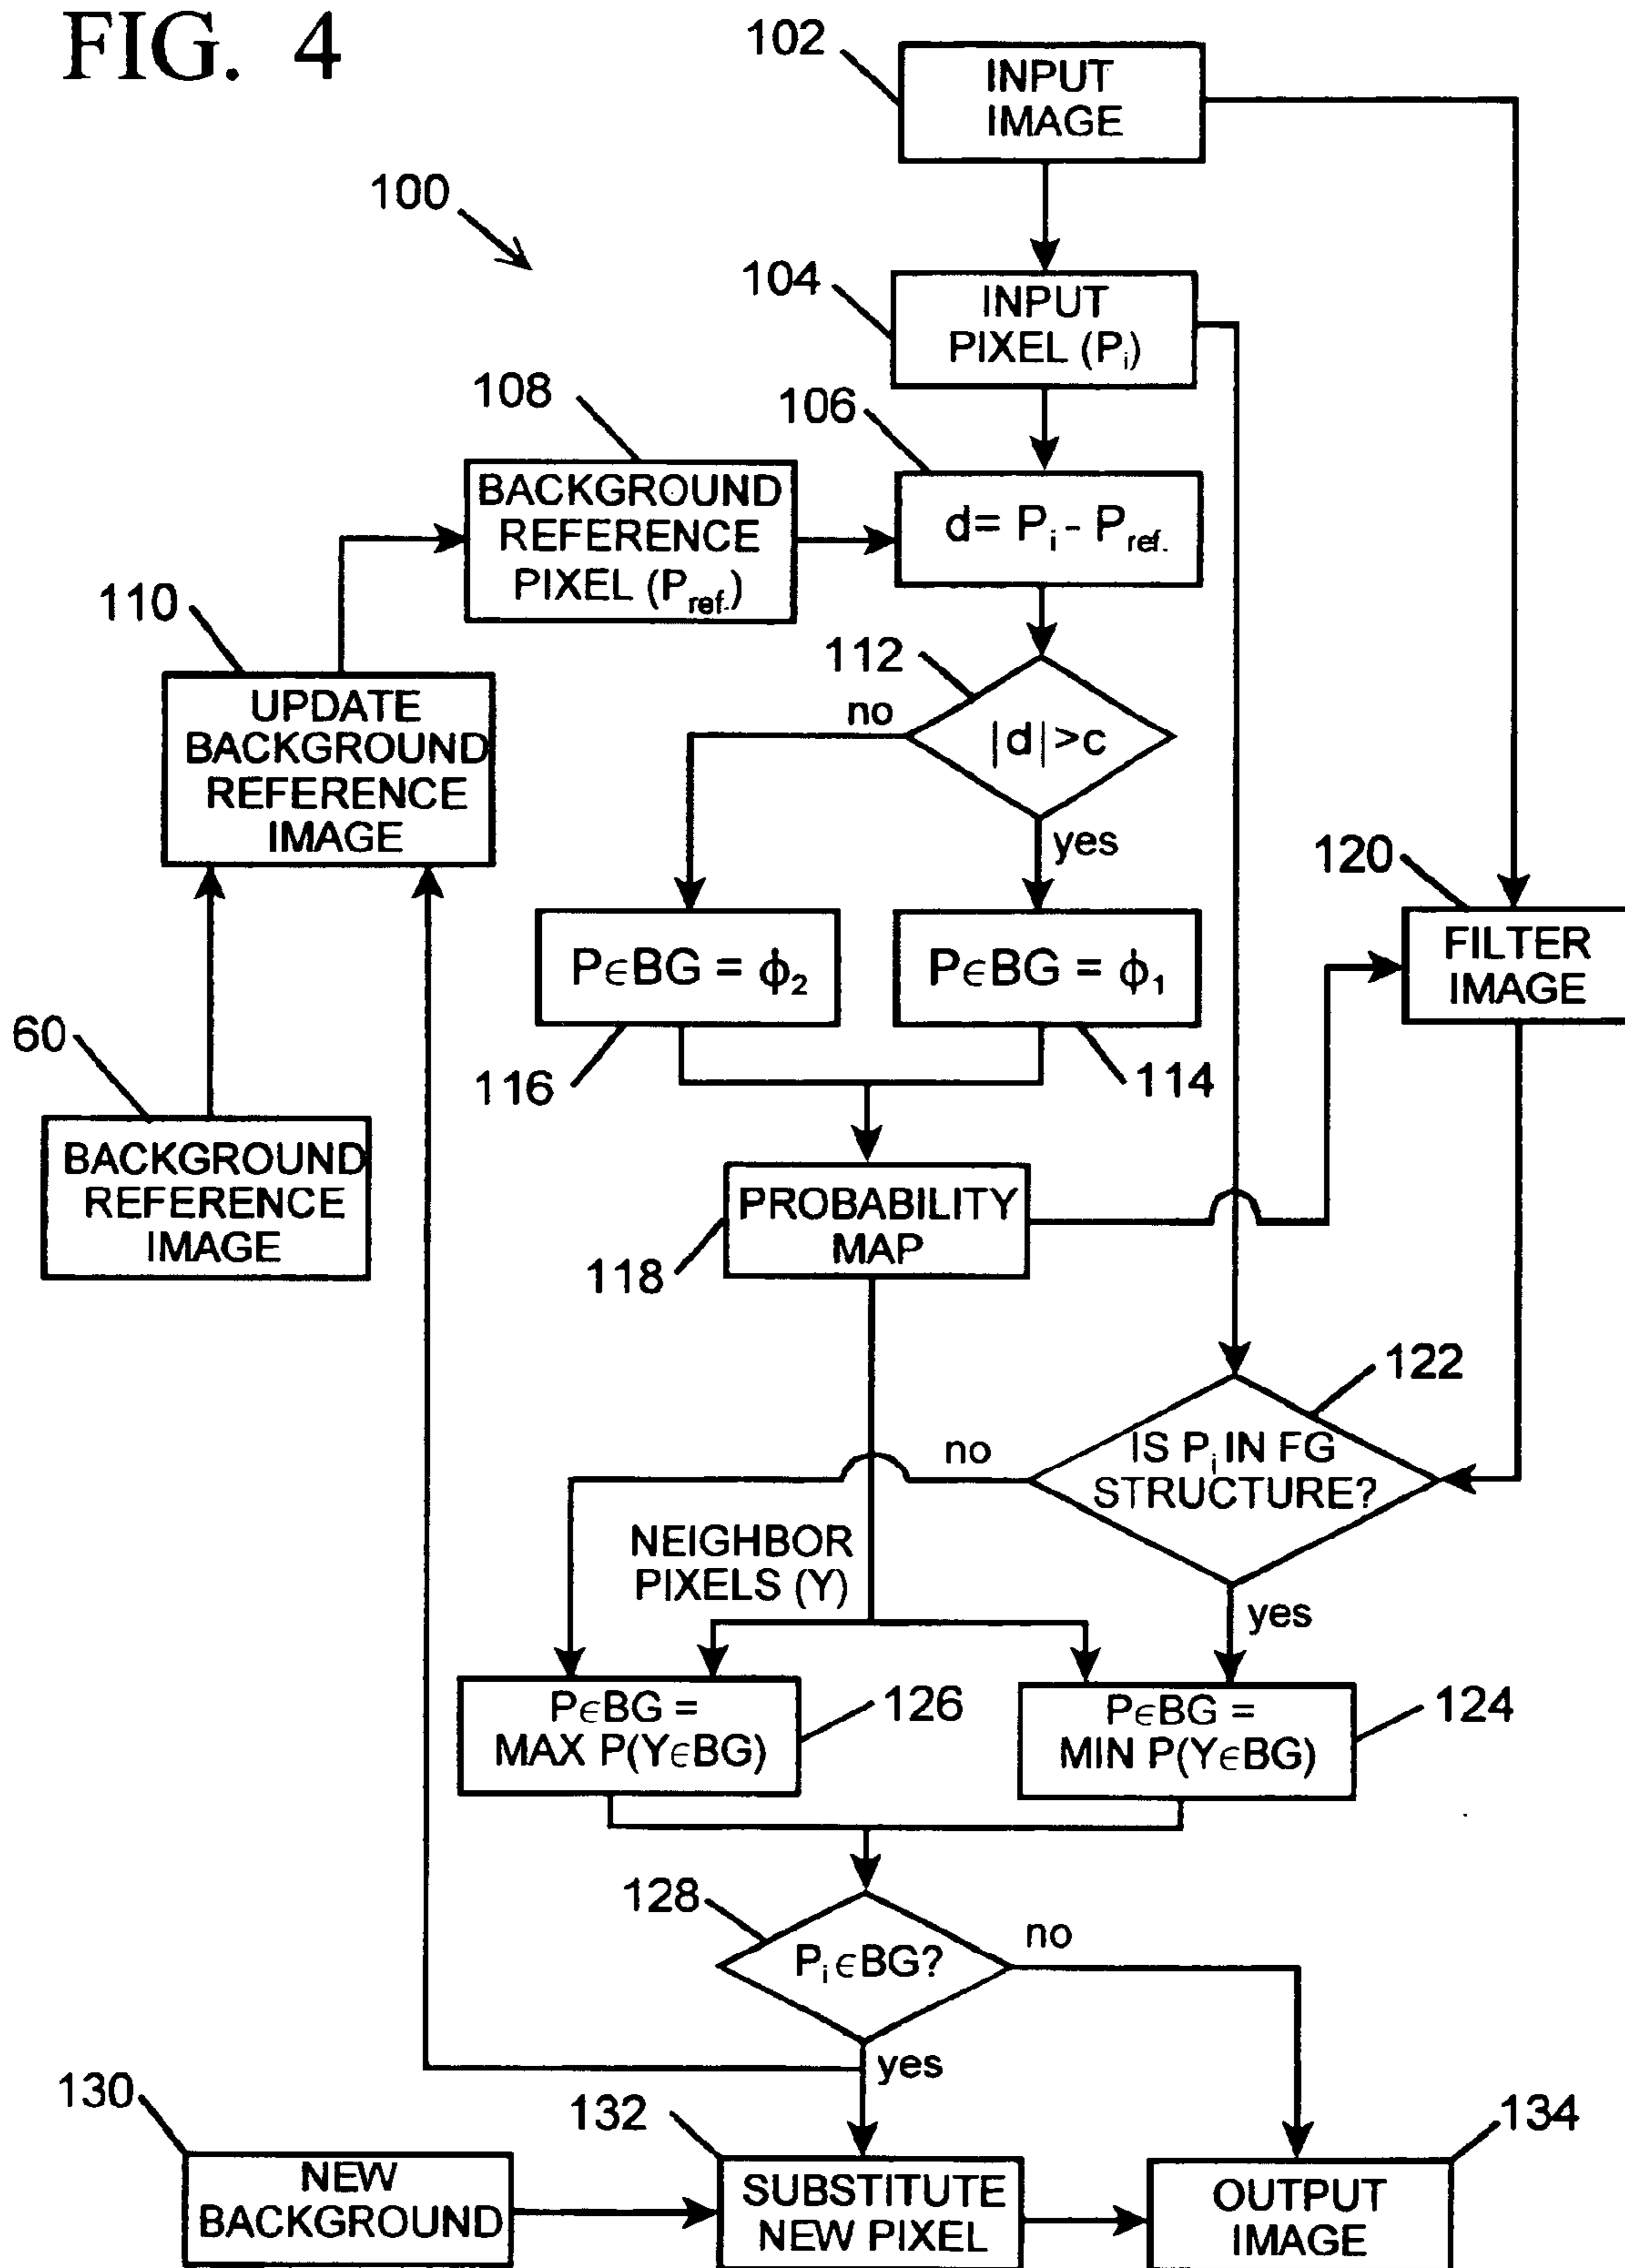 FIG. 4
102
INPUT
IMAGE
100
104
INPUT
PIXEL (Pi)
108
106
BACKGROUND
REFERENCE
PIXEL (Pref.)
d= Pi - Pref.
110
112
no
|d|>c
UPDATE
BACKGROUND
REFERENCE
IMAGE
yes
120
P∈BG = ϕ2
P∈BG = ϕ1
FILTER
IMAGE
60
116
114
BACKGROUND
REFERENCE
IMAGE
PROBABILITY
MAP
118
122
no
IS Pi IN FG
STRUCTURE?
NEIGHBOR
PIXELS (Y)
yes
P∈BG =
MAX P(Y∈BG)
126
P∈BG =
MIN P(Y∈BG)
124
128
no
Pi∈BG?
yes
130
132
134
NEW
BACKGROUND
SUBSTITUTE
NEW PIXEL
OUTPUT
IMAGE